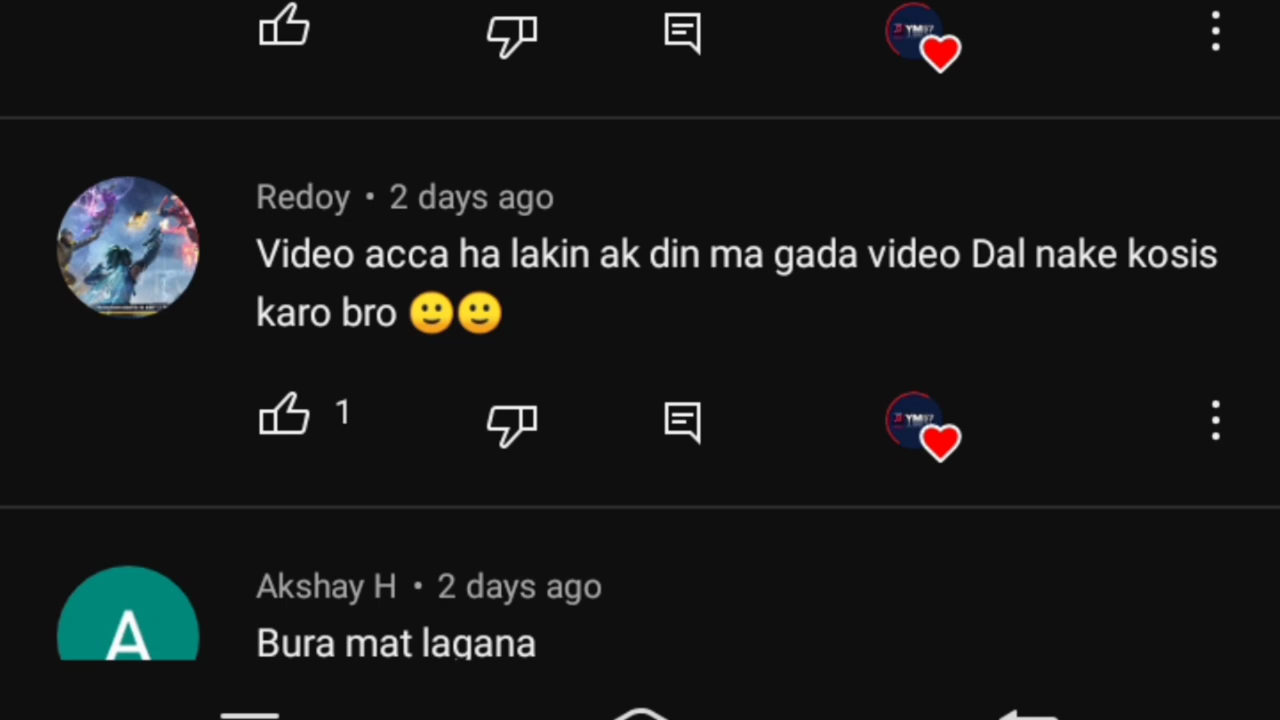 Redoy • 2 days ago
Video acca ha lakin ak din ma gada video Dal nake kosis
karo bro 🙂🙂
1
Akshay H • 2 days ago
A
Bura mat lagana